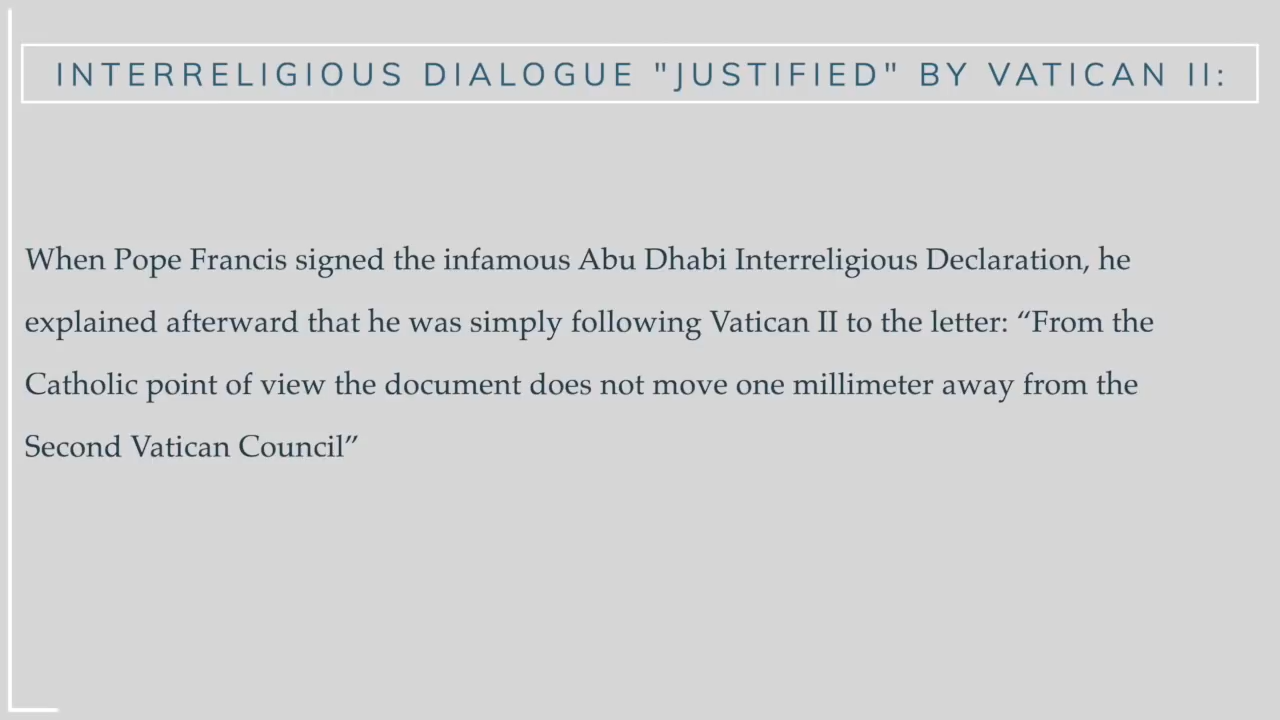 INTERRELIGIOUS DIALOGUE "JUSTIFIED" BY VATICAN II:
When Pope Francis signed the infamous Abu Dhabi Interreligious Declaration, he
explained afterward that he was simply following Vatican II to the letter: “From the
Catholic point of view the document does not move one millimeter away from the
Second Vatican Council”